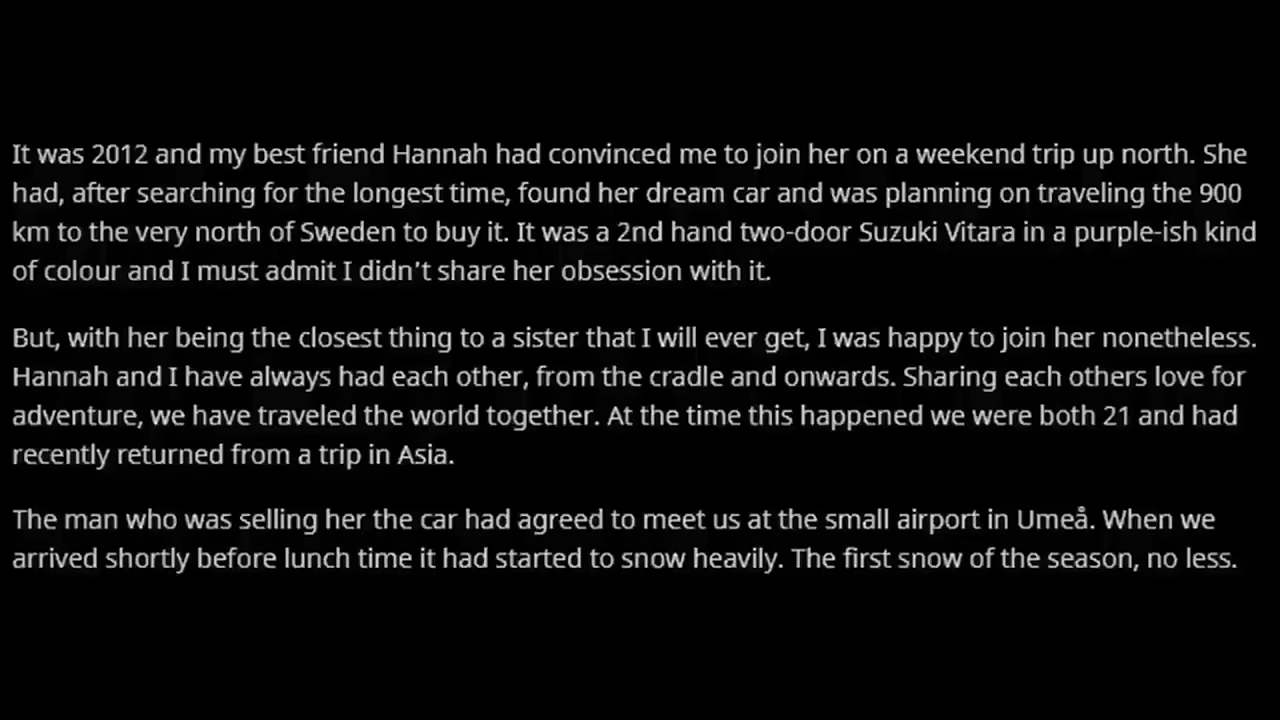 It was 2012 and my best friend Hannah had convinced me to join her on a weekend trip up north. She
had, after searching for the longest time, found her dream car and was planning on traveling the 900
km to the very north of Sweden to buy it. It was a 2nd hand two-door Suzuki Vitara in a purple-ish kind
of colour and I must admit I didn't share her obsession with it.
But, with her being the closest thing to a sister that I will ever get, I was happy to join her nonetheless.
Hannah and I have always had each other, from the cradle and onwards. Sharing each others love for
adventure, we have traveled the world together. At the time this happened we were both 21 and had
recently returned from a trip in Asia.
The man who was selling her the car had agreed to meet us at the small airport in Umeå. When we
arrived shortly before lunch time it had started to snow heavily. The first snow of the season, no less.